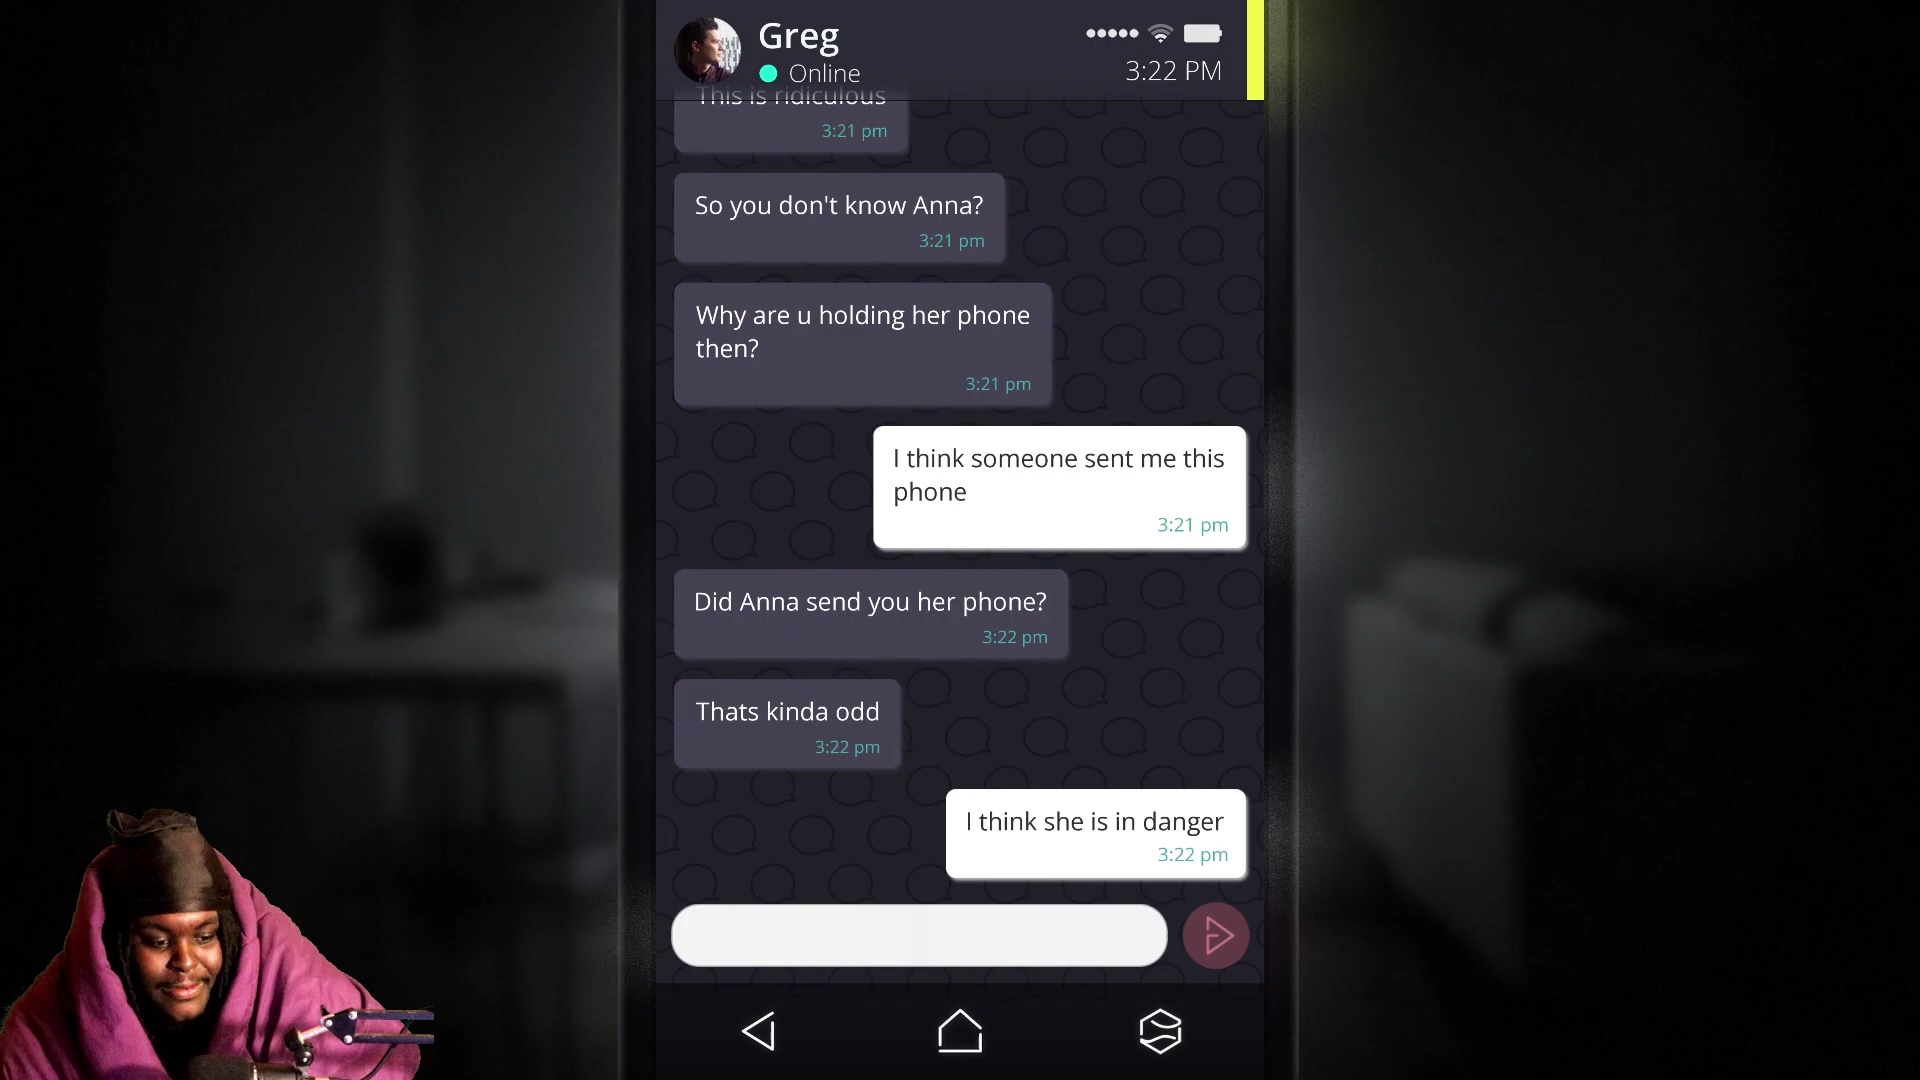 Greg
Online
3:22 PM
This is ridiculous
3:21 pm
So you don't know Anna?
3:21 pm
Why are u holding her phone
then?
3:21 pm
I think someone sent me this
phone
3:21 pm
Did Anna send you her phone?
3:22 pm
Thats kinda odd
3:22 pm
I think she is in danger
3:22 pm